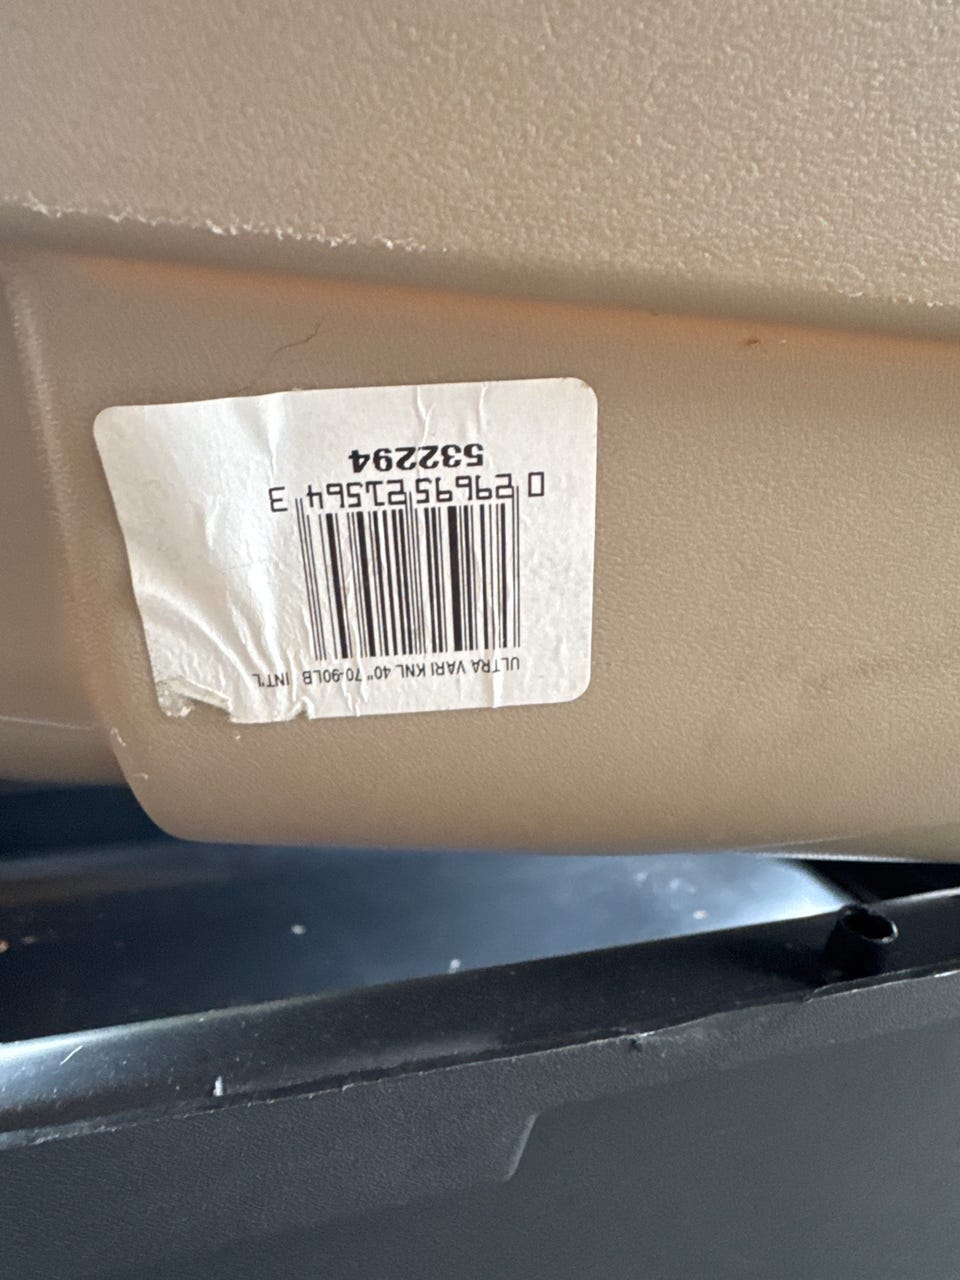 ULTRA VARI KNL 40" 70-90LB INT'L
0 29695 21564 3
532294